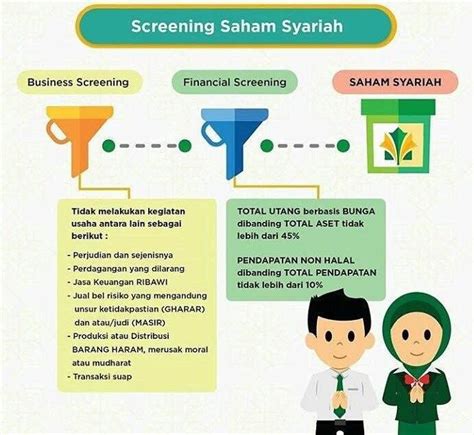 Screening Saham Syariah
Business Screening
Financial Screening
SAHAM SYARIAH
Tidak melakukan kegiatan
usaha antara lain sebagai
berikut :
- Perjudian dan sejenisnya
- Perdagangan yang dilarang
- Jasa Keuangan RIBAWI
- Jual bel risiko yang mengandung
unsur ketidakpastian (GHARAR)
dan atau/judi (MASIR)
- Produksi atau Distribusi
BARANG HARAM, merusak moral
atau mudharat
- Transaksi suap
TOTAL UTANG berbasis BUNGA
dibanding TOTAL ASET tidak
lebih dari 45%
PENDAPATAN NON HALAL
dibanding TOTAL PENDAPATAN
tidak lebih dari 10%